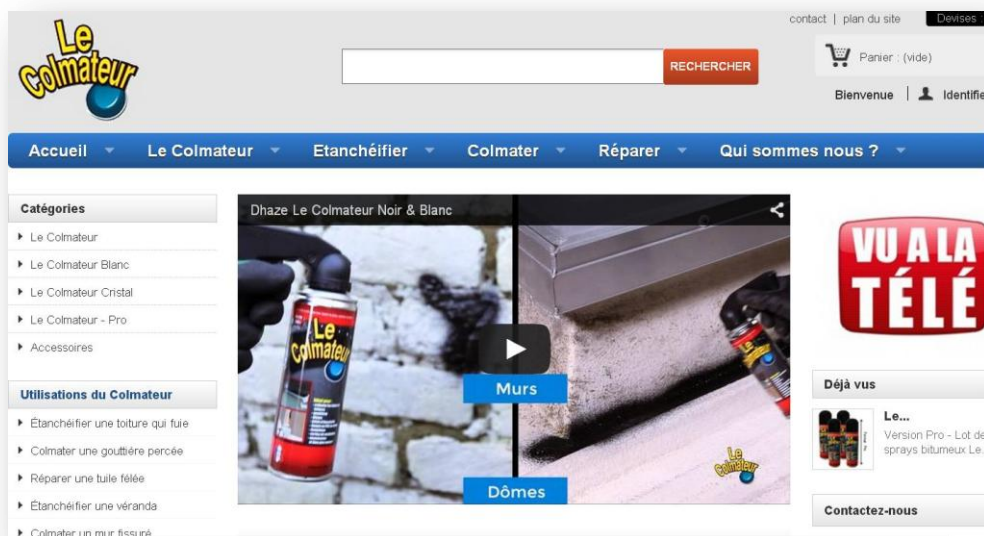 contact | plan du site Devises :
Le
Colmateur
RECHERCHER
Panier : (vide)
Bienvenue | Identifie
Accueil Le Colmateur Etanchéifier Colmater Réparer Qui sommes nous ?
Catégories
Le Colmateur
Le Colmateur Blanc
Le Colmateur Cristal
Le Colmateur - Pro
Accessoires
Utilisations du Colmateur
Étanchéifier une toiture qui fuie
Colmater une gouttière percée
Réparer une tuile fêlée
Étanchéifier une véranda
Colmater un mur fissuré
Dhaze Le Colmateur Noir & Blanc
Le
Colmateur
Murs
Le
Colmateur
Dômes
VU A LA
TÉLÉ
Déjà vus
Le...
Version Pro - Lot de
sprays bitumeux Le.
Contactez-nous